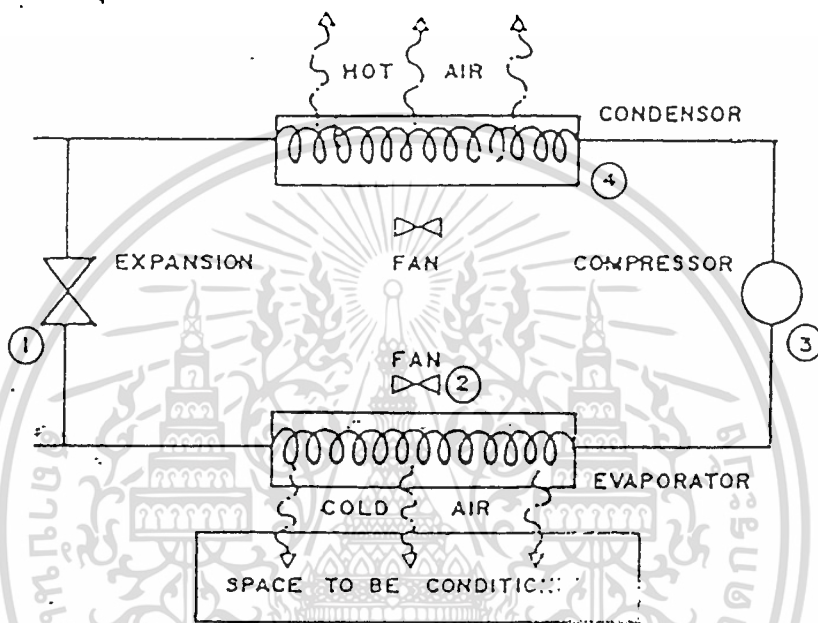 HOT AIR
CONDENSOR
4
EXPANSION
FAN
COMPRESSOR
1
FAN
2
3
EVAPORATOR
COLD AIR
SPACE TO BE